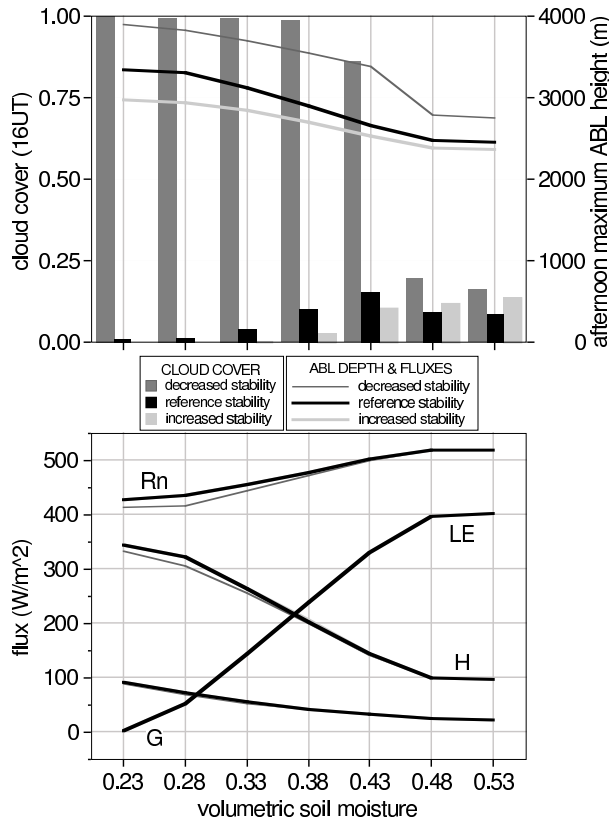 1.00
0.75
0.50
0.25
0.00
cloud cover (16UT)
4000
3000
2000
1000
0
afternoon maximum ABL height (m)
CLOUD COVER
decreased stability
reference stability
increased stability
ABL DEPTH & FLUXES
decreased stability
reference stability
increased stability
500
400
300
200
100
0
flux (W/m^2)
Rn
LE
H
G
0.23 0.28 0.33 0.38 0.43 0.48 0.53
volumetric soil moisture